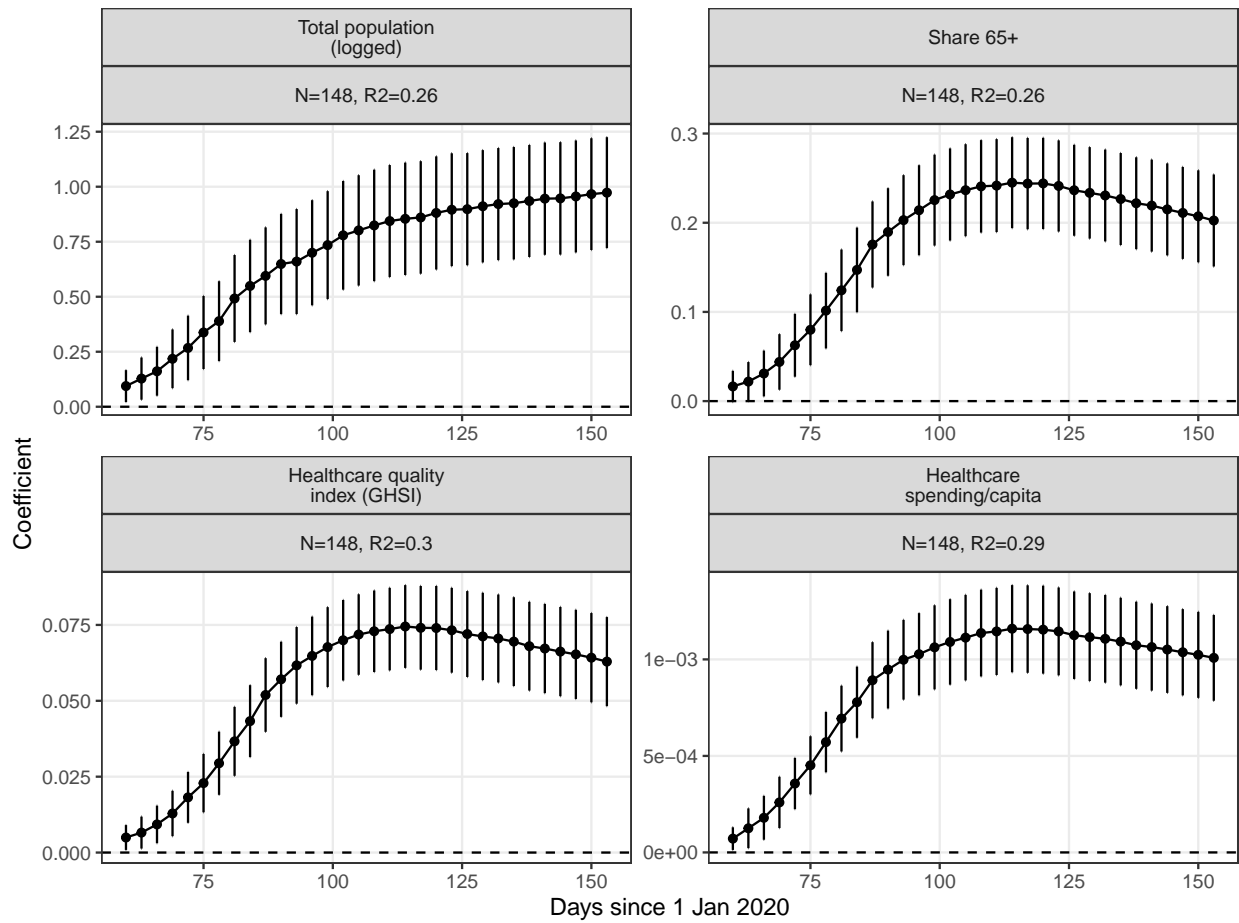 Total population
(logged)
N=148, R2=0.26
Share 65+
N=148, R2=0.26
1.25
1.00
0.75
0.50
0.25
0.00
75
100
125
150
0.3
0.2
0.1
0.0
75
100
125
150
Coefficient
Healthcare quality
index (GHSI)
N=148, R2=0.3
Healthcare
spending/capita
N=148, R2=0.29
0.075
0.050
0.025
0.000
75
100
125
150
1e−03
5e−04
0e+00
75
100
125
150
Days since 1 Jan 2020